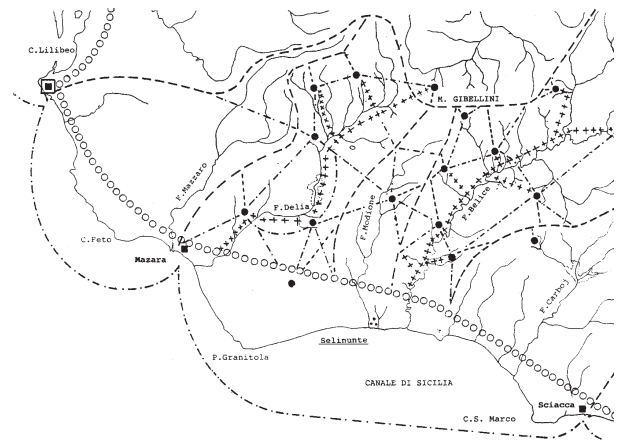 C.Lilibeo
M. GIBELLINI
F.Mazzaro
F.Delia
F.Modione
F.Belice
C.Feto
Mazara
F.Carboj
Selinunte
P.Granitola
CANALE DI SICILIA
Sciacca
C.S. Marco